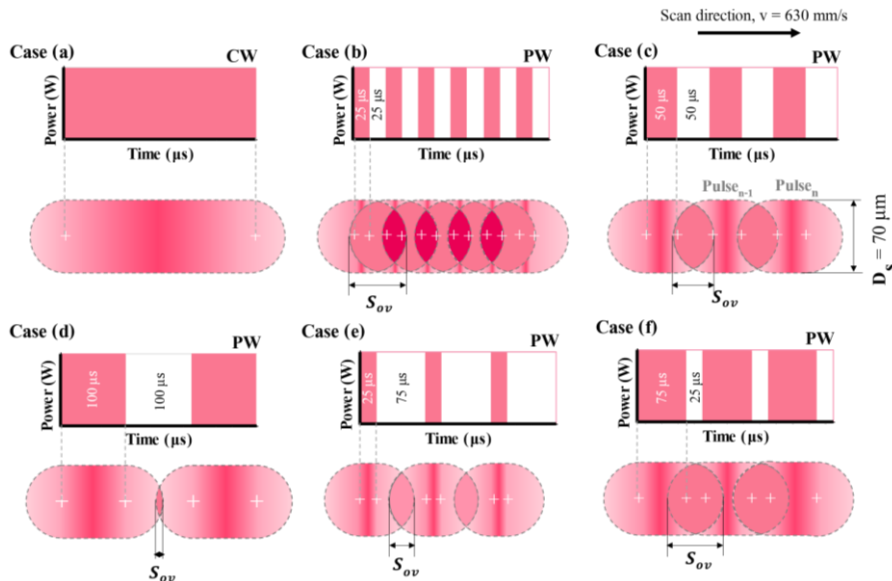 Scan direction, v = 630 mm/s
Case (a)
CW
Power (W)
Time (µs)
Case (b)
PW
Power (W)
25 µs
25 µs
Time (µs)
S_ov
Case (c)
PW
Power (W)
50 µs
50 µs
Time (µs)
Pulse_n-1
Pulse_n
S_ov
D_s = 70 µm
Case (d)
PW
Power (W)
100 µs
100 µs
Time (µs)
S_ov
Case (e)
PW
Power (W)
25 µs
75 µs
Time (µs)
S_ov
Case (f)
PW
Power (W)
75 µs
25 µs
Time (µs)
S_ov